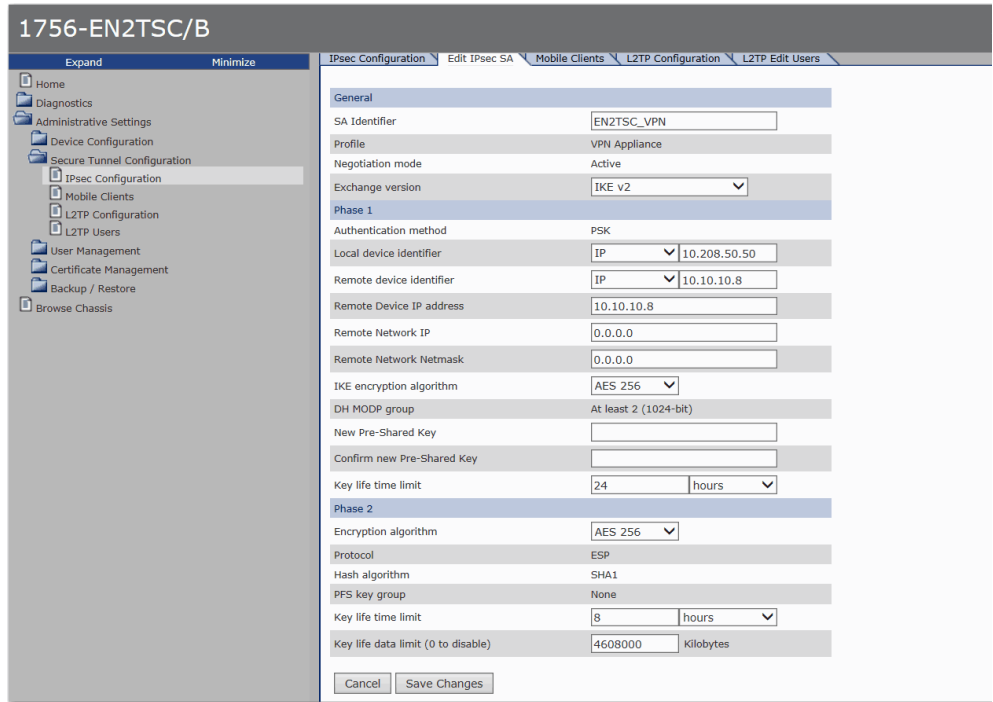 1756-EN2TSC/B
Expand Minimize
Home
Diagnostics
Administrative Settings
Device Configuration
Secure Tunnel Configuration
IPsec Configuration
Mobile Clients
L2TP Configuration
L2TP Users
User Management
Certificate Management
Backup / Restore
Browse Chassis
IPsec Configuration Edit IPsec SA Mobile Clients L2TP Configuration L2TP Edit Users
General
SA Identifier EN2TSC_VPN
Profile VPN Appliance
Negotiation mode Active
Exchange version IKE v2
Phase 1
Authentication method PSK
Local device identifier IP 10.208.50.50
Remote device identifier IP 10.10.10.8
Remote Device IP address 10.10.10.8
Remote Network IP 0.0.0.0
Remote Network Netmask 0.0.0.0
IKE encryption algorithm AES 256
DH MODP group At least 2 (1024-bit)
New Pre-Shared Key
Confirm new Pre-Shared Key
Key life time limit 24 hours
Phase 2
Encryption algorithm AES 256
Protocol ESP
Hash algorithm SHA1
PFS key group None
Key life time limit 8 hours
Key life data limit (0 to disable) 4608000 Kilobytes
Cancel Save Changes